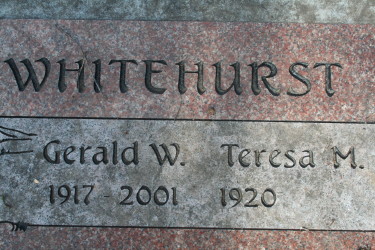 WHITEHURST
Gerald W. Teresa M.
1917 - 2001 1920